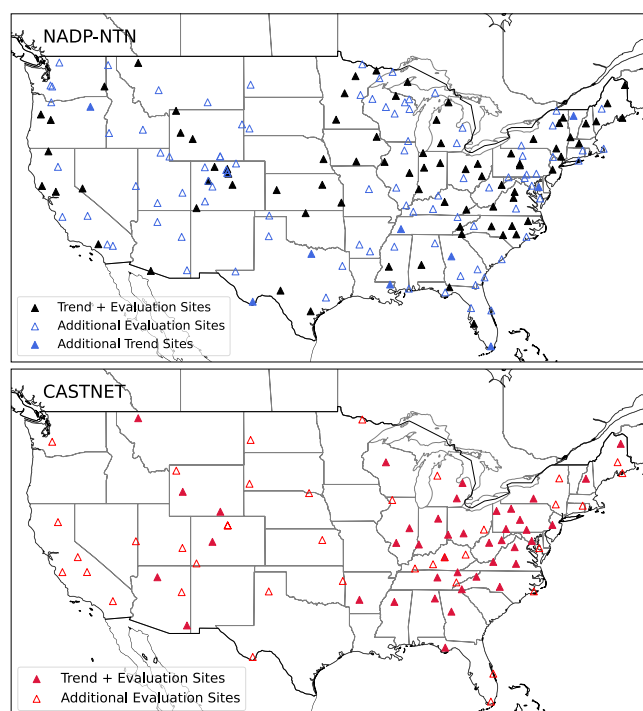 NADP-NTN
Trend + Evaluation Sites
Additional Evaluation Sites
Additional Trend Sites
CASTNET
Trend + Evaluation Sites
Additional Evaluation Sites